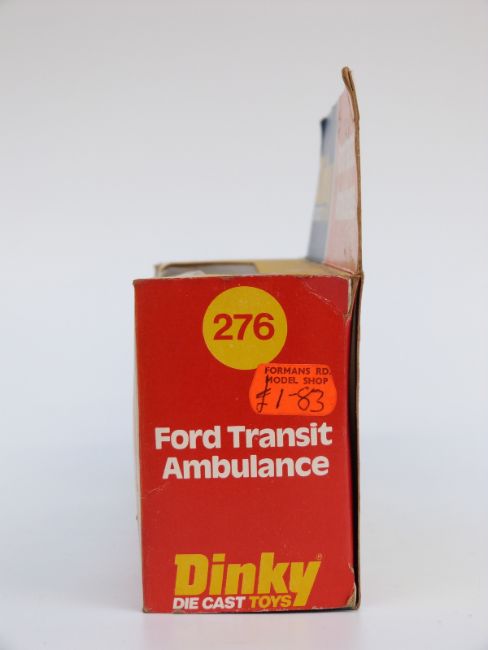 276
FORMANS RD.
MODEL SHOP
£1-83
Ford Transit
Ambulance
Dinky®
DIE CAST TOYS